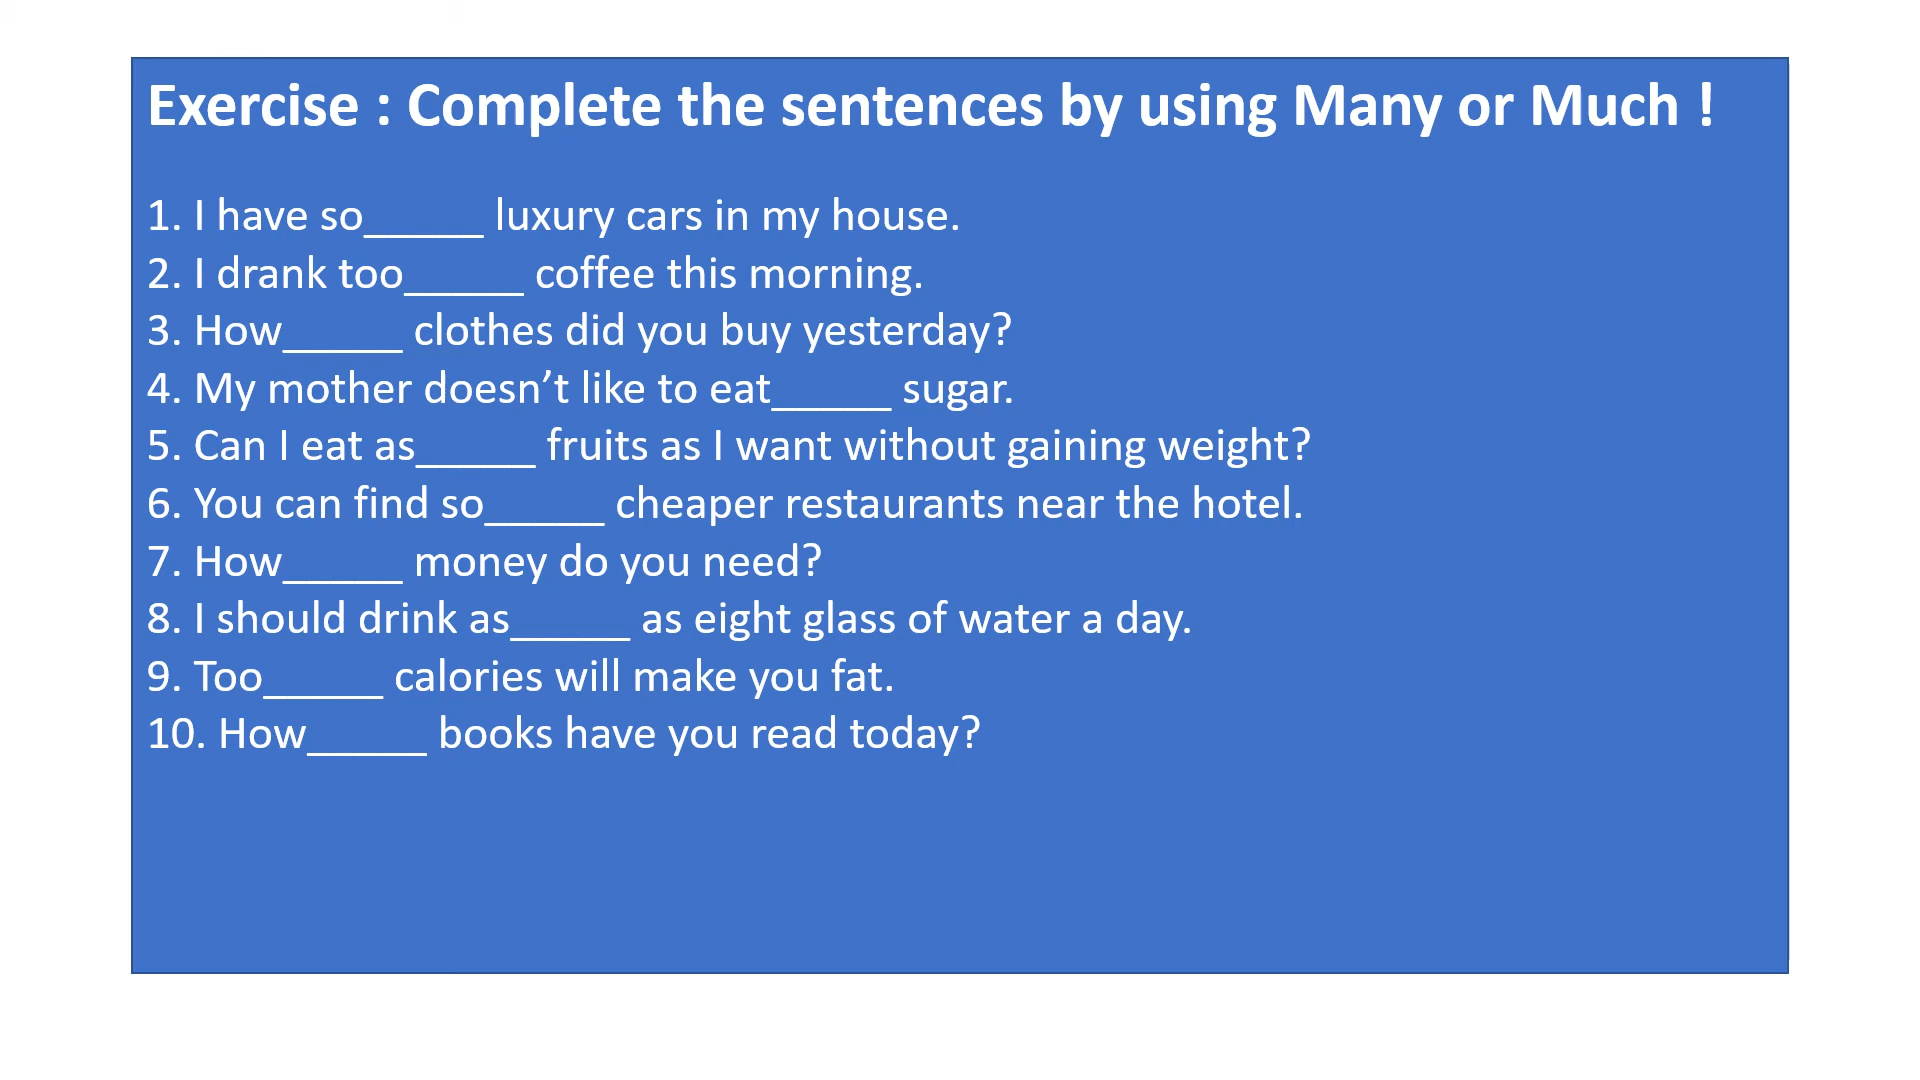 Exercise : Complete the sentences by using Many or Much !
1. I have so_____ luxury cars in my house.
2. I drank too_____ coffee this morning.
3. How_____ clothes did you buy yesterday?
4. My mother doesn’t like to eat_____ sugar.
5. Can I eat as_____ fruits as I want without gaining weight?
6. You can find so_____ cheaper restaurants near the hotel.
7. How_____ money do you need?
8. I should drink as_____ as eight glass of water a day.
9. Too_____ calories will make you fat.
10. How_____ books have you read today?